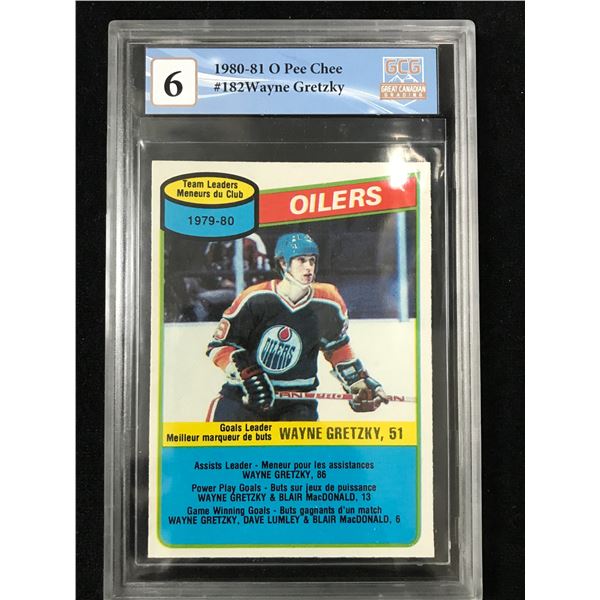 6
1980-81 O Pee Chee
#182Wayne Gretzky
GCG
GREAT CANADIAN
GRADING
Team Leaders
Meneurs du Club
1979-80
OILERS
OILERS
Goals Leader
Meilleur marqueur de buts
WAYNE GRETZKY, 51
Assists Leader - Meneur pour les assistances
WAYNE GRETZKY, 86
Power Play Goals - Buts sur jeux de puissance
WAYNE GRETZKY & BLAIR MacDONALD, 13
Game Winning Goals - Buts gagnants d'un match
WAYNE GRETZKY, DAVE LUMLEY & BLAIR MacDONALD, 6